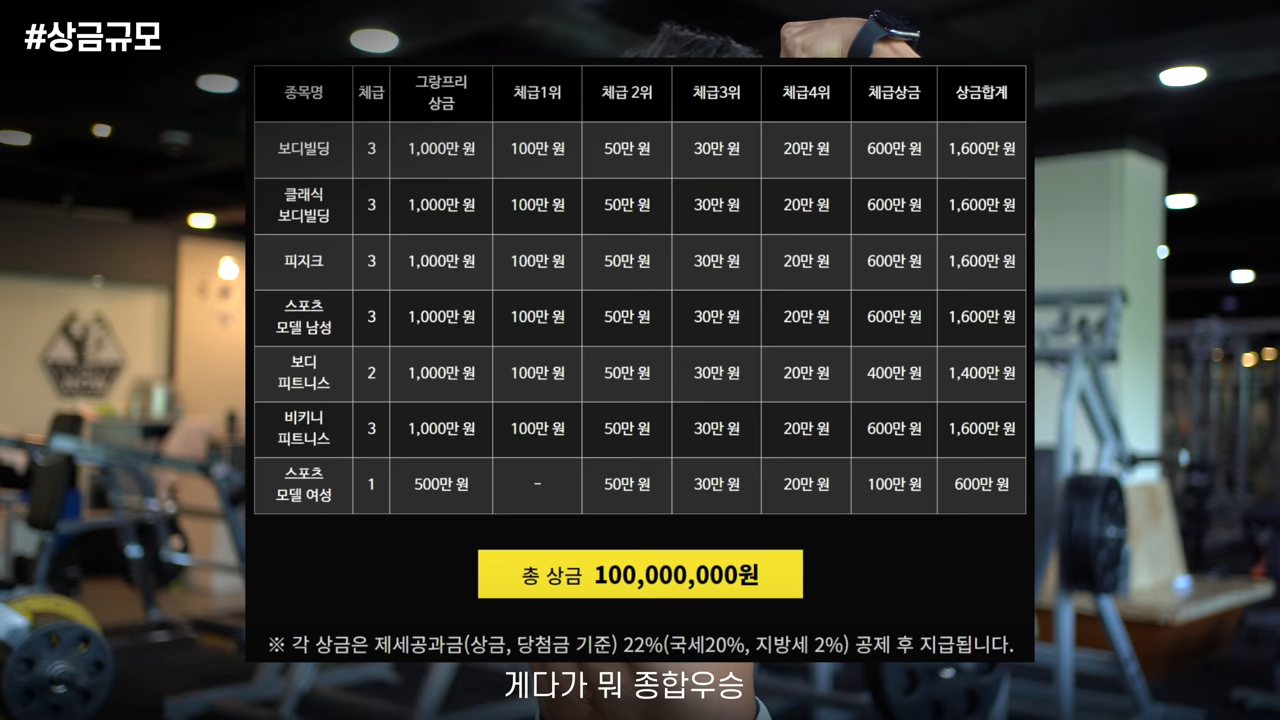 #상금규모
종목명 체급 그랑프리 상금 체급1위 체급 2위 체급3위 체급4위 체급상금 상금합계
보디빌딩 3 1,000만 원 100만 원 50만 원 30만 원 20만 원 600만 원 1,600만 원
클래식 보디빌딩 3 1,000만 원 100만 원 50만 원 30만 원 20만 원 600만 원 1,600만 원
피지크 3 1,000만 원 100만 원 50만 원 30만 원 20만 원 600만 원 1,600만 원
스포츠 모델 남성 3 1,000만 원 100만 원 50만 원 30만 원 20만 원 600만 원 1,600만 원
보디 피트니스 2 1,000만 원 100만 원 50만 원 30만 원 20만 원 400만 원 1,400만 원
비키니 피트니스 3 1,000만 원 100만 원 50만 원 30만 원 20만 원 600만 원 1,600만 원
스포츠 모델 여성 1 500만 원 - 50만 원 30만 원 20만 원 100만 원 600만 원
총 상금 100,000,000원
※ 각 상금은 제세공과금(상금, 당첨금 기준) 22%(국세20%, 지방세 2%) 공제 후 지급됩니다.
게다가 뭐 종합우승